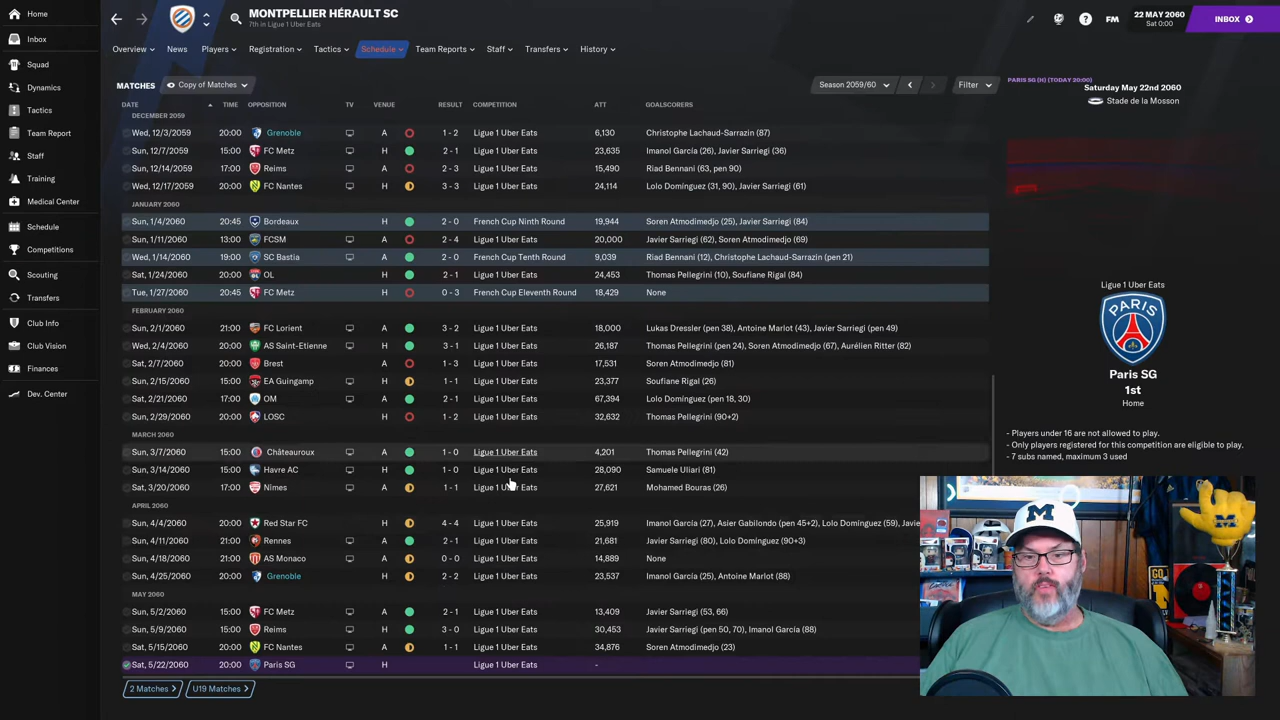 Home
MONTPELLIER HÉRAULT SC
7th in Ligue 1 Uber Eats
FM
22 MAY 2060
Sat 0:00
INBOX
Inbox
Squad
Dynamics
Tactics
Team Report
Staff
Training
Medical Center
Schedule
Competitions
Scouting
Transfers
Club Info
Club Vision
Finances
Dev. Center
Overview
News
Players
Registration
Tactics
Schedule
Team Reports
Staff
Transfers
History
MATCHES
Copy of Matches
Season 2059/60
Filter
DATE TIME OPPOSITION TV VENUE RESULT COMPETITION ATT GOALSCORERS
DECEMBER 2059
Wed, 12/3/2059 20:00 Grenoble A 1 - 2 Ligue 1 Uber Eats 6,130 Christophe Lachaud-Sarrazin (87)
Sun, 12/7/2059 15:00 FC Metz H 2 - 1 Ligue 1 Uber Eats 23,635 Imanol García (26), Javier Sarriegi (36)
Sun, 12/14/2059 17:00 Reims A 2 - 3 Ligue 1 Uber Eats 15,490 Riad Bennani (63, pen 90)
Wed, 12/17/2059 20:00 FC Nantes H 3 - 3 Ligue 1 Uber Eats 24,114 Lolo Domínguez (31, 90), Javier Sarriegi (61)
JANUARY 2060
Sun, 1/4/2060 20:45 Bordeaux H 2 - 0 French Cup Ninth Round 19,944 Soren Atmodimedjo (25), Javier Sarriegi (84)
Sun, 1/11/2060 13:00 FCSM A 2 - 4 Ligue 1 Uber Eats 20,000 Javier Sarriegi (62), Soren Atmodimedjo (69)
Wed, 1/14/2060 19:00 SC Bastia A 2 - 0 French Cup Tenth Round 9,039 Riad Bennani (12), Christophe Lachaud-Sarrazin (pen 21)
Sat, 1/24/2060 20:00 OL H 2 - 1 Ligue 1 Uber Eats 24,453 Thomas Pellegrini (10), Soufiane Rigal (84)
Tue, 1/27/2060 20:45 FC Metz H 0 - 3 French Cup Eleventh Round 18,429 None
FEBRUARY 2060
Sun, 2/1/2060 21:00 FC Lorient A 3 - 2 Ligue 1 Uber Eats 18,000 Lukas Dressler (pen 38), Antoine Marlot (43), Javier Sarriegi (pen 49)
Wed, 2/4/2060 20:00 AS Saint-Etienne H 3 - 1 Ligue 1 Uber Eats 26,187 Thomas Pellegrini (pen 24), Soren Atmodimedjo (67), Aurélien Ritter (82)
Sat, 2/7/2060 20:00 Brest A 1 - 3 Ligue 1 Uber Eats 17,531 Soren Atmodimedjo (81)
Sun, 2/15/2060 15:00 EA Guingamp H 1 - 1 Ligue 1 Uber Eats 23,377 Soufiane Rigal (26)
Sat, 2/21/2060 17:00 OM A 2 - 1 Ligue 1 Uber Eats 67,394 Lolo Domínguez (pen 18, 30)
Sun, 2/29/2060 20:00 LOSC H 1 - 2 Ligue 1 Uber Eats 32,632 Thomas Pellegrini (90+2)
MARCH 2060
Sun, 3/7/2060 15:00 Châteauroux A 1 - 0 Ligue 1 Uber Eats 4,201 Thomas Pellegrini (42)
Sun, 3/14/2060 15:00 Havre AC H 1 - 0 Ligue 1 Uber Eats 28,090 Samuele Uliari (81)
Sat, 3/20/2060 17:00 Nîmes A 1 - 1 Ligue 1 Uber Eats 27,621 Mohamed Bouras (26)
APRIL 2060
Sun, 4/4/2060 20:00 Red Star FC H 4 - 4 Ligue 1 Uber Eats 25,919 Imanol García (27), Asier Gabilondo (pen 45+2), Lolo Domínguez (59), Javie
Sun, 4/11/2060 21:00 Rennes A 2 - 1 Ligue 1 Uber Eats 21,681 Javier Sarriegi (80), Lolo Domínguez (90+3)
Sun, 4/18/2060 21:00 AS Monaco A 0 - 0 Ligue 1 Uber Eats 14,889 None
Sun, 4/25/2060 20:00 Grenoble H 2 - 2 Ligue 1 Uber Eats 23,537 Imanol García (25), Antoine Marlot (88)
MAY 2060
Sun, 5/2/2060 15:00 FC Metz A 2 - 1 Ligue 1 Uber Eats 13,409 Javier Sarriegi (53, 66)
Sun, 5/9/2060 15:00 Reims H 3 - 0 Ligue 1 Uber Eats 30,453 Javier Sarriegi (pen 50, 70), Imanol García (88)
Sat, 5/15/2060 20:00 FC Nantes A 1 - 1 Ligue 1 Uber Eats 34,876 Soren Atmodimedjo (23)
Sat, 5/22/2060 20:00 Paris SG H Ligue 1 Uber Eats -
2 Matches
U19 Matches
PARIS SG (H) (TODAY 20:00)
Saturday May 22nd 2060
Stade de la Mosson
Ligue 1 Uber Eats
PARIS
Paris SG
1st
Home
- Players under 16 are not allowed to play.
- Only players registered for this competition are eligible to play.
- 7 subs named, maximum 3 used
M